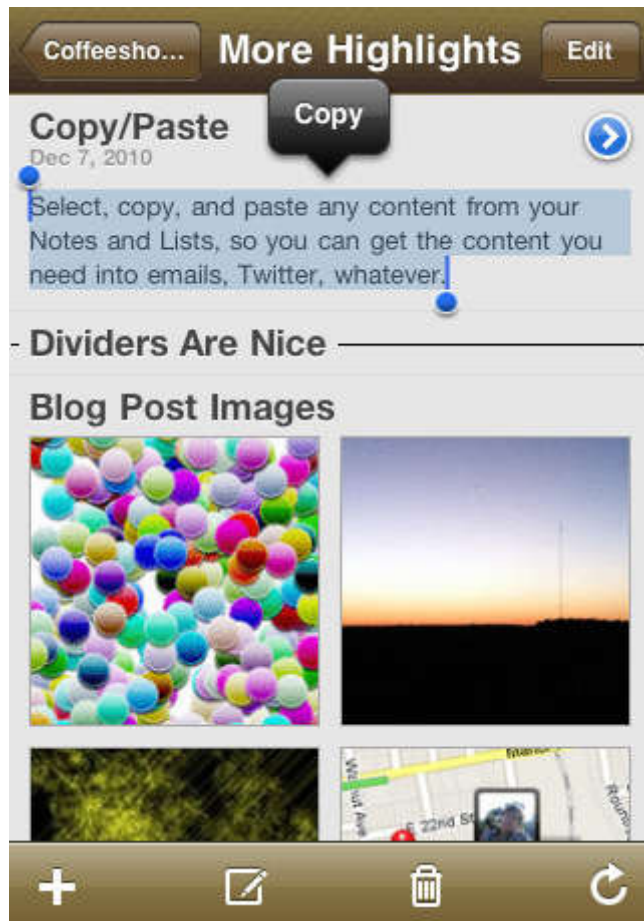 Coffeesho...
More Highlights
Edit
Copy
Copy/Paste
Dec 7, 2010
Select, copy, and paste any content from your
Notes and Lists, so you can get the content you
need into emails, Twitter, whatever.
Dividers Are Nice
Blog Post Images
E 22nd St